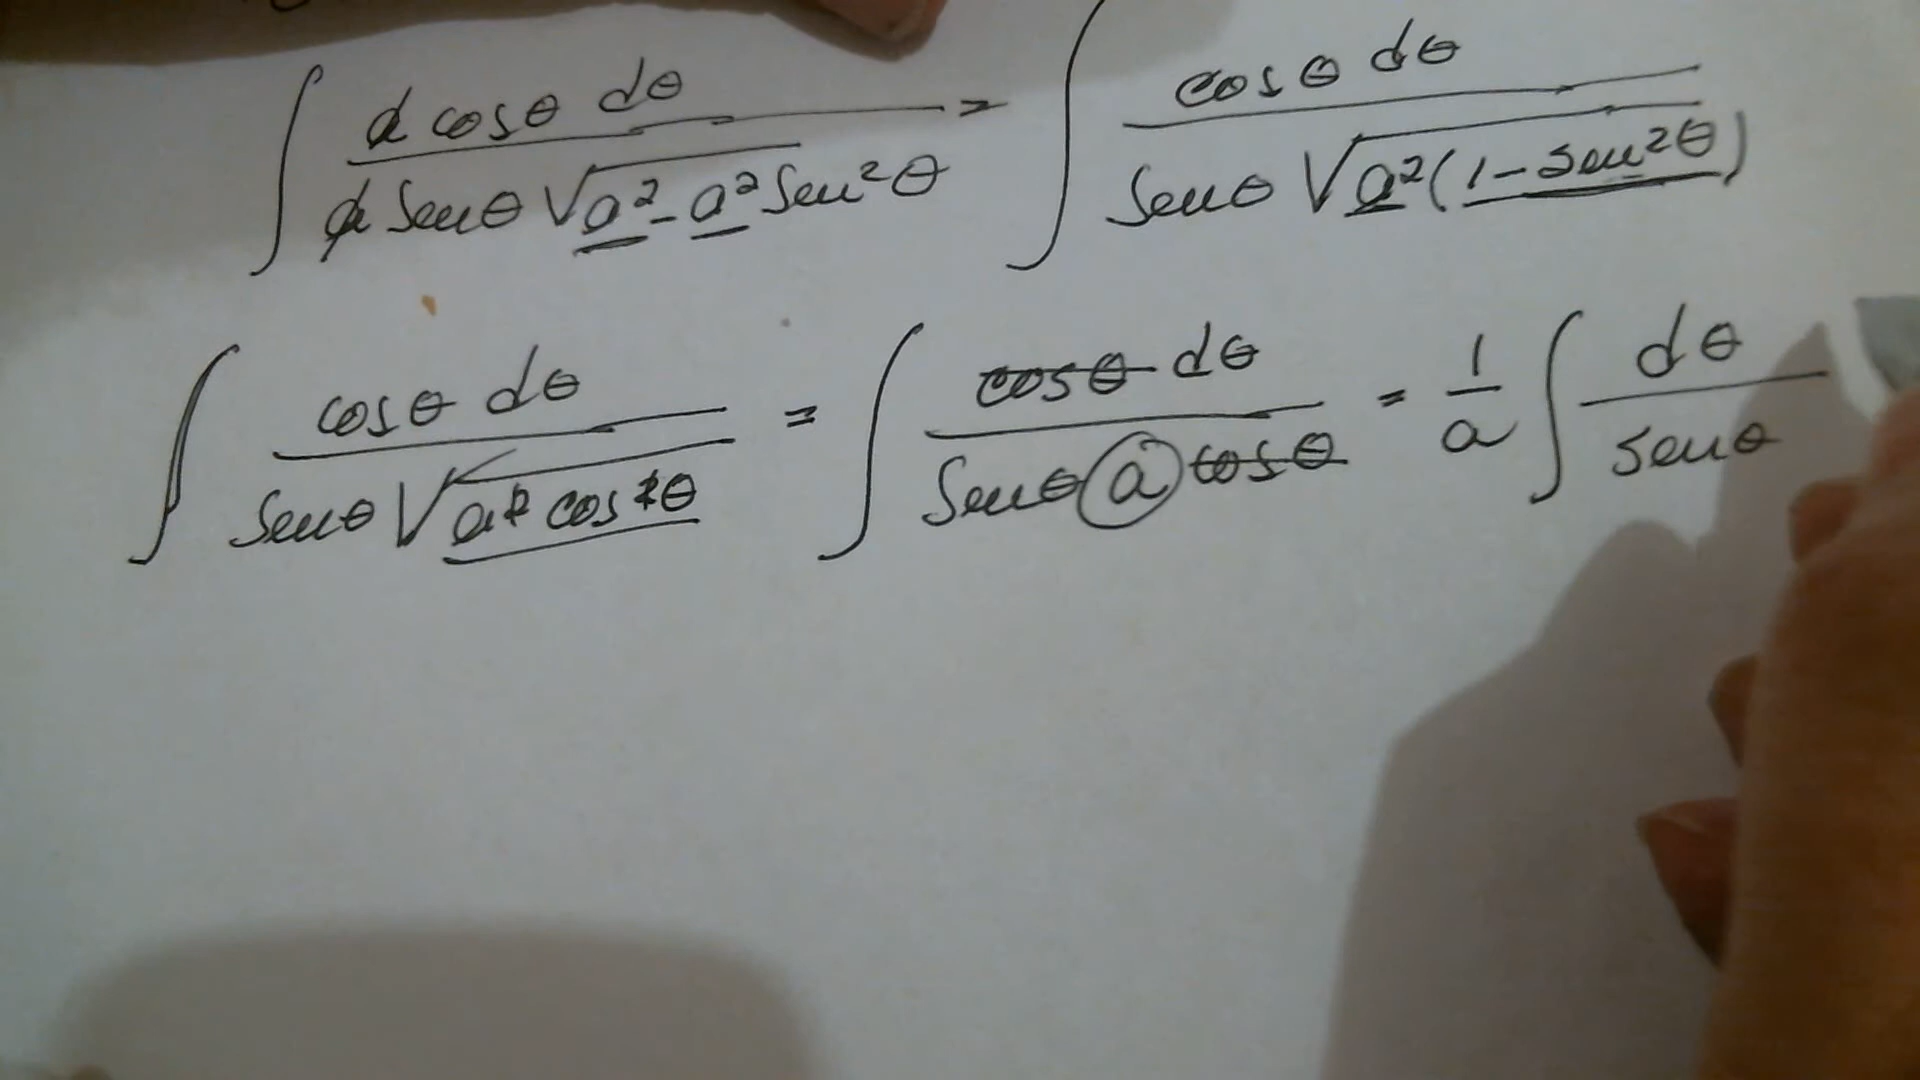 ∫ a cosθ dθ / a Senθ √a² - a² Sen²θ = ∫ cosθ dθ / Senθ √a² (1 - Sen²θ)
∫ cosθ dθ / Senθ √a² cos²θ = ∫ cosθ dθ / Senθ a cosθ = 1/a ∫ dθ / senθ